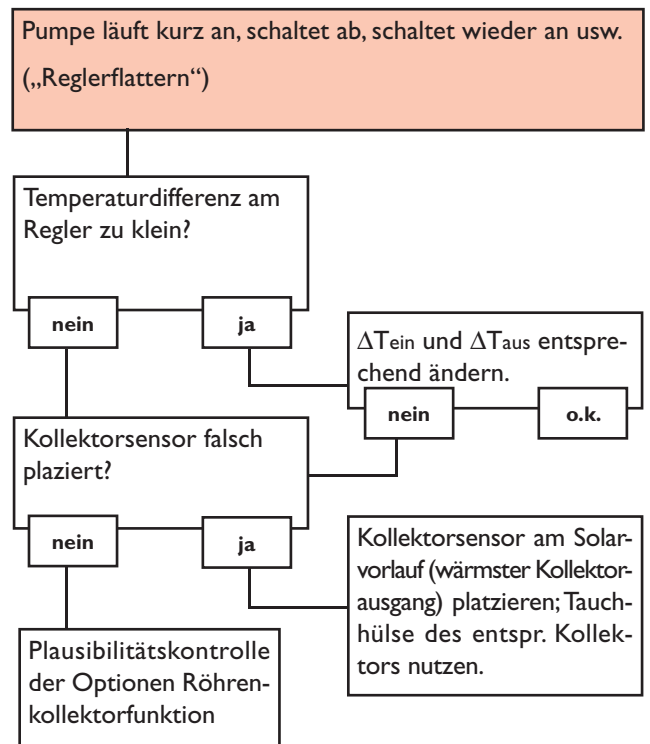 Pumpe läuft kurz an, schaltet ab, schaltet wieder an usw.
(„Reglerflattern“)
Temperaturdifferenz am
Regler zu klein?
nein
ja
ΔTein und ΔTaus entspre-
chend ändern.
nein
o.k.
Kollektorsensor falsch
plaziert?
nein
ja
Kollektorsensor am Solar-
vorlauf (wärmster Kollektor-
ausgang) platzieren; Tauch-
hülse des entspr. Kollek-
tors nutzen.
Plausibilitätskontrolle
der Optionen Röhren-
kollektorfunktion